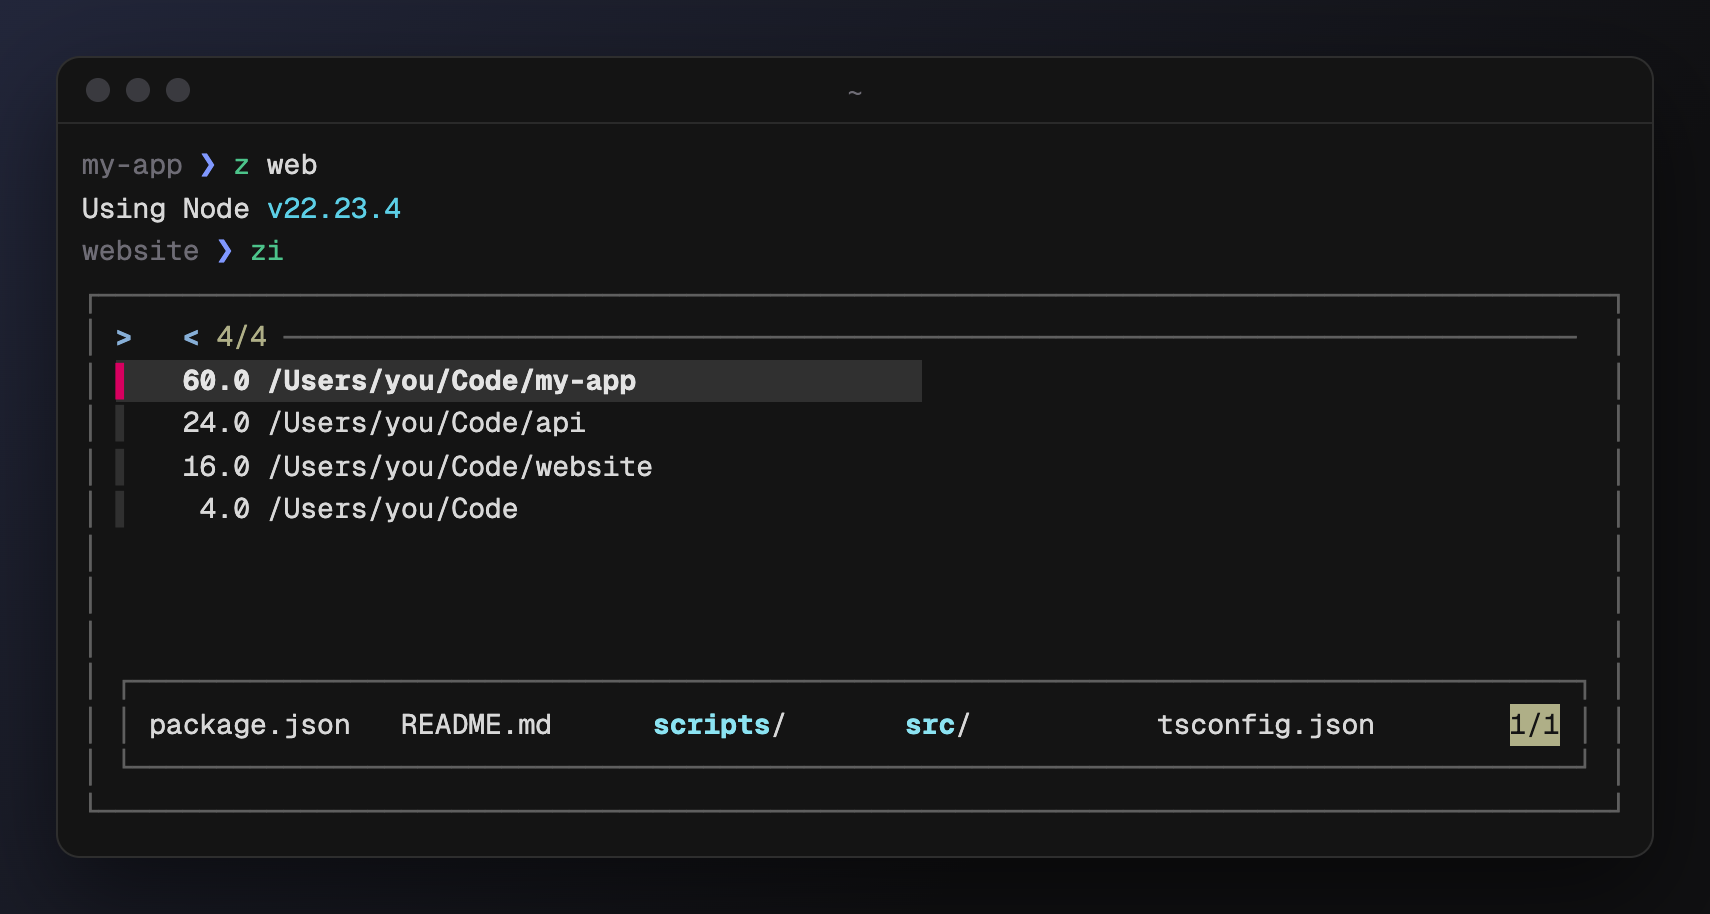 ~
my-app ❯ z web
Using Node v22.23.4
website ❯ zi
> < 4/4
60.0 /Users/you/Code/my-app
24.0 /Users/you/Code/api
16.0 /Users/you/Code/website
4.0 /Users/you/Code
package.json README.md scripts/ src/ tsconfig.json 1/1